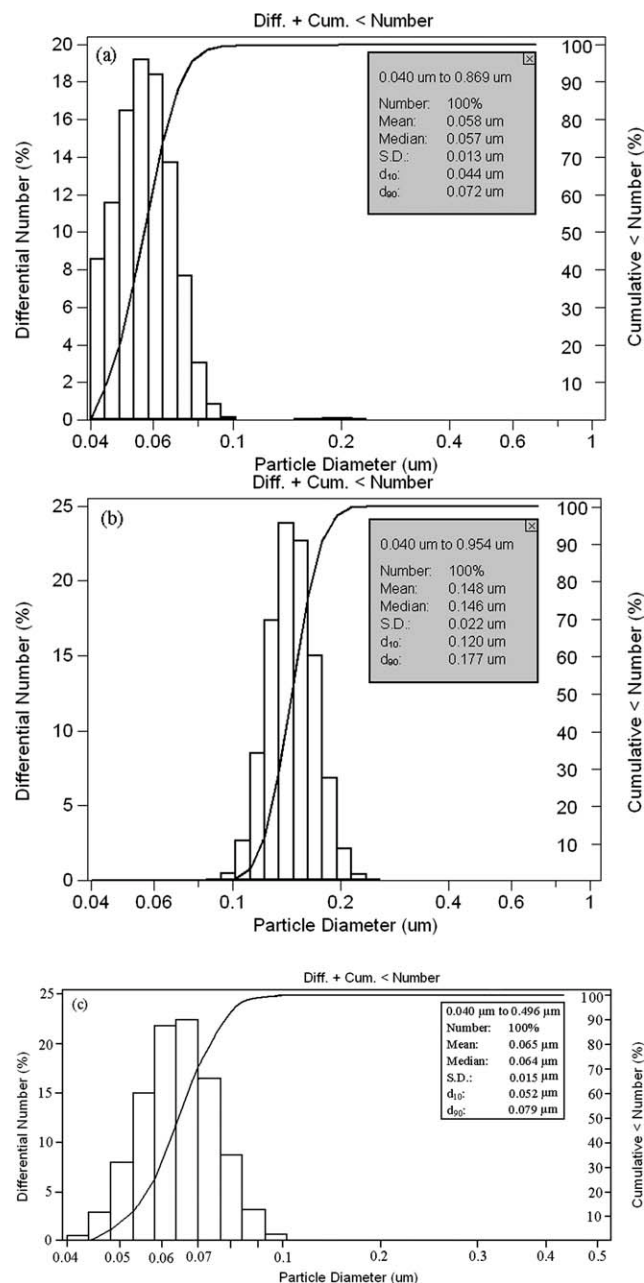 Diff. + Cum. < Number
(a)
Differential Number (%)
20
18
16
14
12
10
8
6
4
2
0
0.04 0.06 0.1 0.2 0.4 0.6 1
Particle Diameter (um)
Cumulative < Number (%)
100
90
80
70
60
50
40
30
20
10
0.040 um to 0.869 um
Number: 100%
Mean: 0.058 um
Median: 0.057 um
S.D.: 0.013 um
d10: 0.044 um
d90: 0.072 um
Diff. + Cum. < Number
(b)
Differential Number (%)
25
20
15
10
5
0
0.04 0.06 0.1 0.2 0.4 0.6 1
Particle Diameter (um)
Cumulative < Number (%)
100
90
80
70
60
50
40
30
20
10
0.040 um to 0.954 um
Number: 100%
Mean: 0.148 um
Median: 0.146 um
S.D.: 0.022 um
d10: 0.120 um
d90: 0.177 um
Diff. + Cum. < Number
(c)
Differential Number (%)
25
20
15
10
5
0
0.04 0.05 0.06 0.07 0.1 0.2 0.3 0.4 0.5
Particle Diameter (um)
Cumulative < Number (%)
100
90
80
70
60
50
40
30
20
10
0.040 µm to 0.496 µm
Number: 100%
Mean: 0.065 µm
Median: 0.064 µm
S.D.: 0.015 µm
d10: 0.052 µm
d90: 0.079 µm